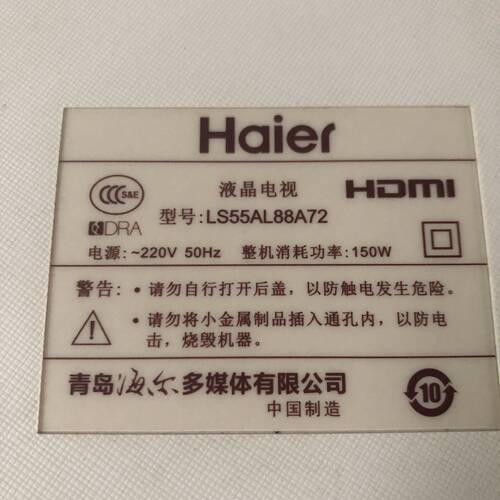 Haier
CCC S&E
液晶电视
HDMI
DRA
型号:LS55AL88A72
电源: ~220V 50Hz 整机消耗功率: 150W
警告: • 请勿自行打开后盖，以防触电发生危险。
• 请勿将小金属制品插入通孔内，以防电
击，烧毁机器。
青岛海尔多媒体有限公司
中国制造
10